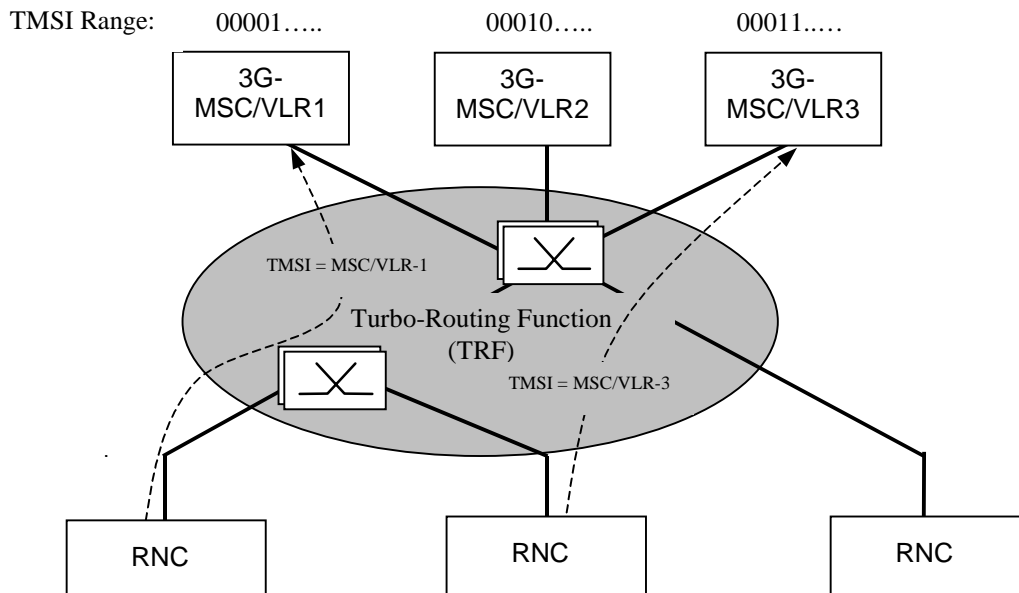 TMSI Range: 00001….. 00010….. 00011..…
3G-
MSC/VLR1
3G-
MSC/VLR2
3G-
MSC/VLR3
TMSI = MSC/VLR-1
Turbo-Routing Function
(TRF)
TMSI = MSC/VLR-3
RNC
RNC
RNC